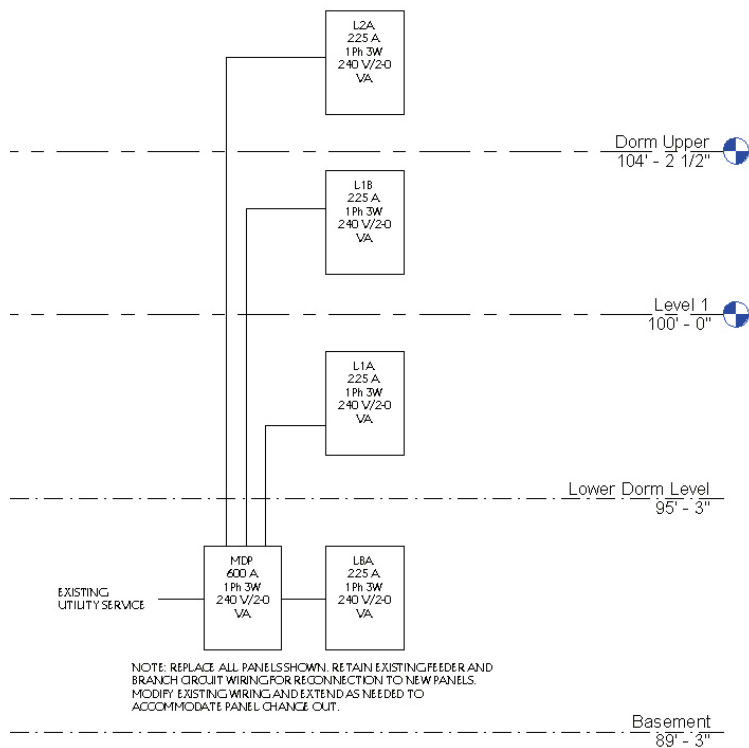 L2A
225 A
1 Ph 3W
240 V/2-0
VA
Dorm Upper
104' - 2 1/2"
L1B
225 A
1 Ph 3W
240 V/2-0
VA
Level 1
100' - 0"
L1A
225 A
1 Ph 3W
240 V/2-0
VA
Lower Dorm Level
95' - 3"
MDP
600 A
1 Ph 3W
240 V/2-0
VA
LBA
225 A
1 Ph 3W
240 V/2-0
VA
EXISTING
UTILITY SERVICE
NOTE: REPLACE ALL PANELS SHOWN. RETAIN EXISTING FEEDER AND
BRANCH CIRCUIT WIRING FOR RECONNECTION TO NEW PANELS.
MODIFY EXISTING WIRING AND EXTEND AS NEEDED TO
ACCOMMODATE PANEL CHANGE OUT.
Basement
89' - 3"